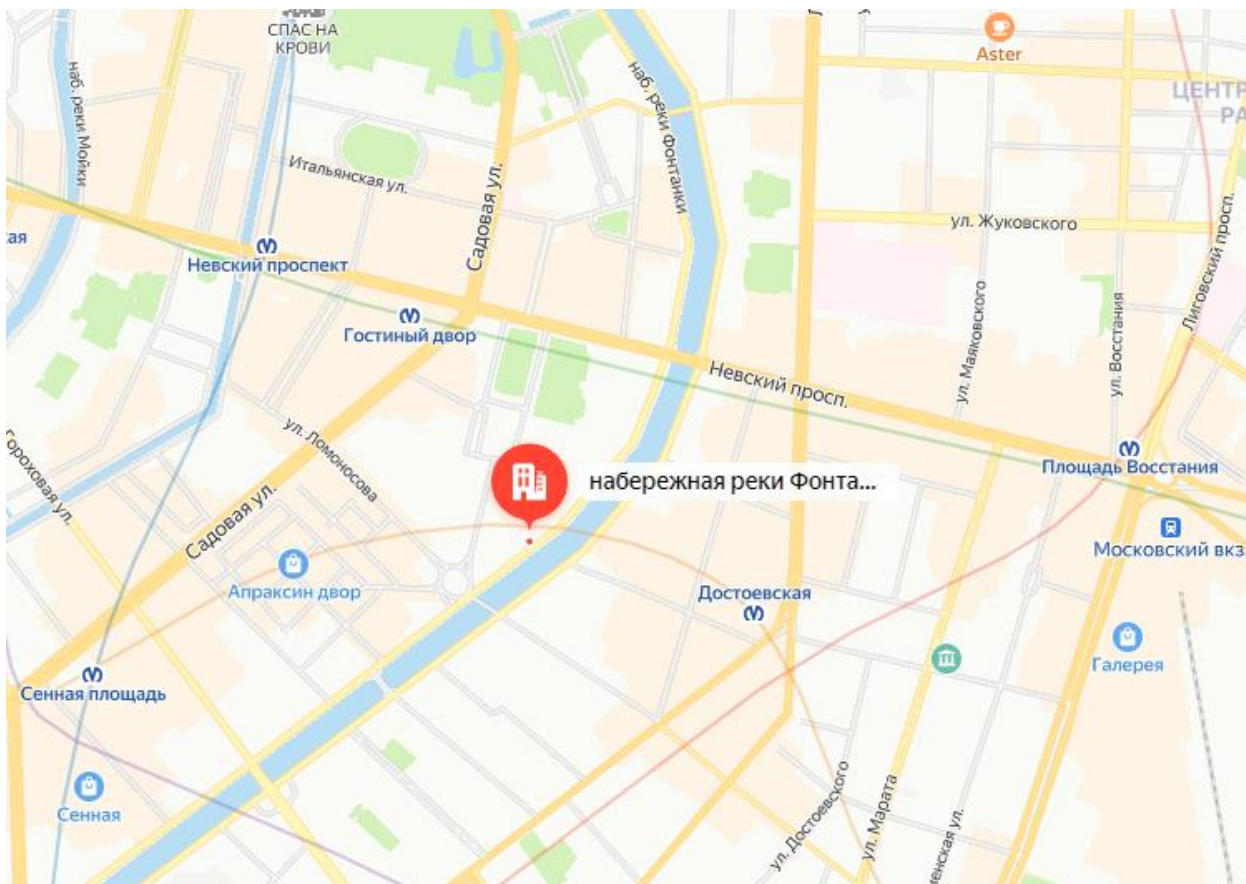 СПАС НА
КРОВИ
Aster
наб. реки Мойки
наб. реки Фонтанки
Итальянская ул.
Садовая ул.
ул. Жуковского
Невский проспект
Гостиный двор
Лиговский просп.
ул. Маяковского
ул. Восстания
Невский просп.
ул. Ломоносова
Гороховая ул.
Садовая ул.
набережная реки Фонта...
Площадь Восстания
Московский вкз
Апраксин двор
Достоевская
Галерея
Сенная площадь
Сенная
ул. Достоевского
ул. Марата